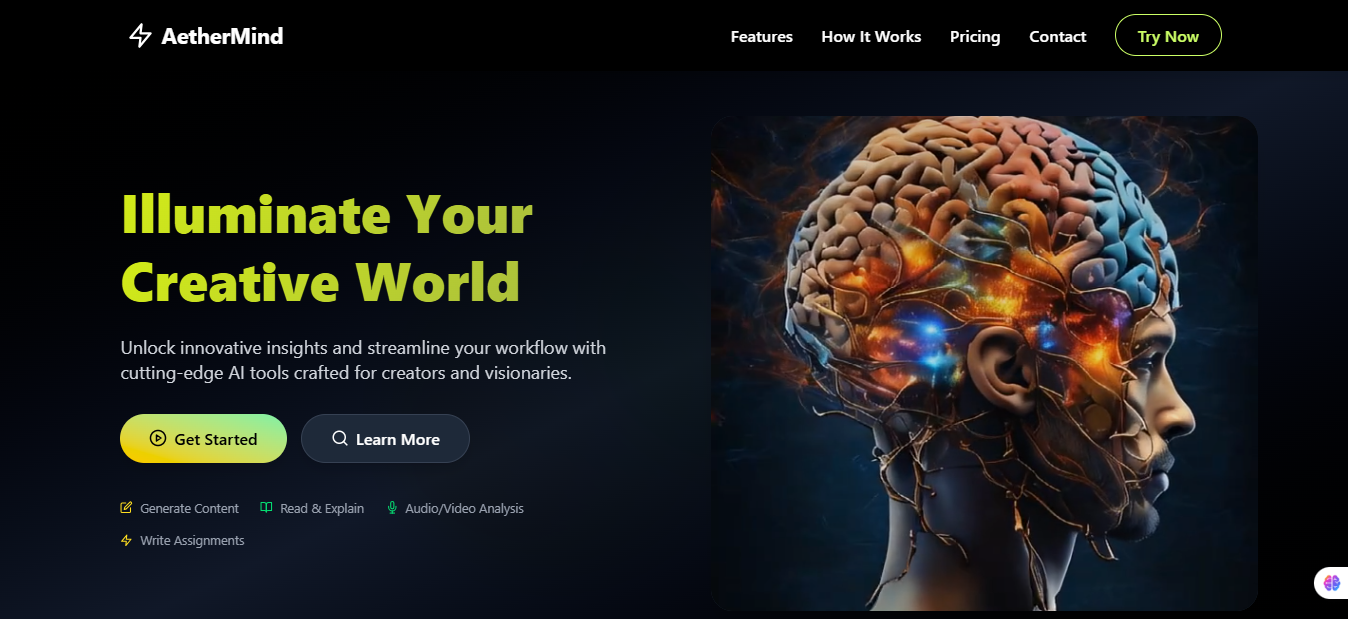 AetherMind
Features
How It Works
Pricing
Contact
Try Now
Illuminate Your
Creative World
Unlock innovative insights and streamline your workflow with
cutting-edge AI tools crafted for creators and visionaries.
Get Started
Learn More
Generate Content
Read & Explain
Audio/Video Analysis
Write Assignments